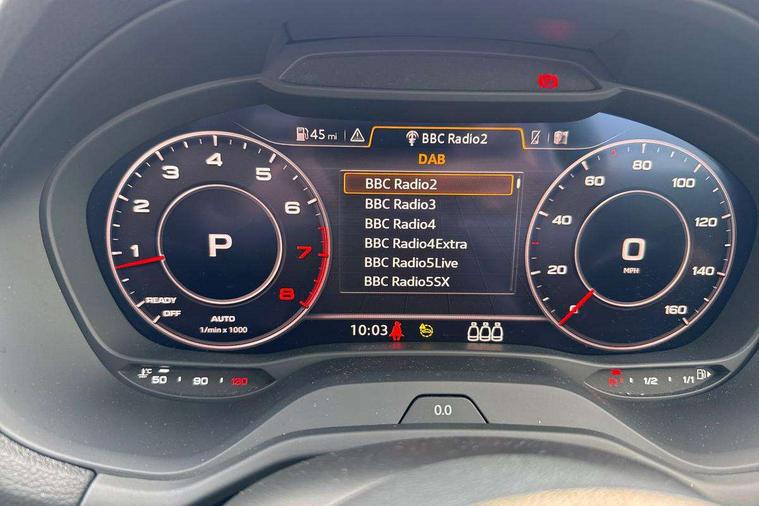 45 mi BBC Radio2
DAB
BBC Radio2
BBC Radio3
BBC Radio4
BBC Radio4Extra
BBC Radio5Live
BBC Radio5SX
1 2 3 4 5 6 7 8
P
READY
OFF
AUTO
1/min x 1000
0 20 40 60 80 100 120 140 160
0
MPH
10:03
°C 50 90 130
1/2 1/1
0.0